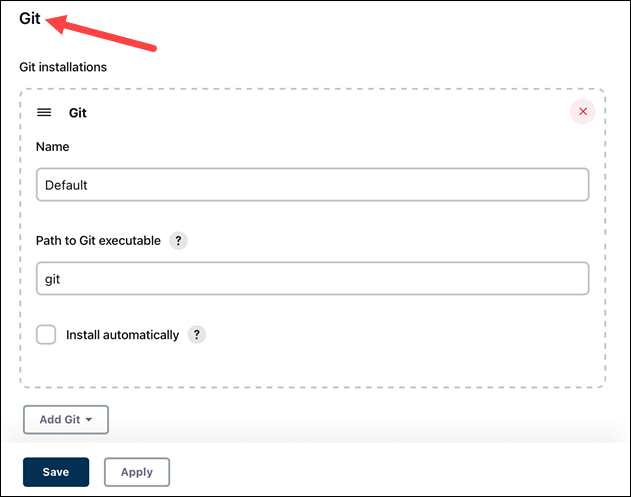 Git
Git installations
Git
Name
Default
Path to Git executable ?
git
Install automatically ?
Add Git
Save Apply